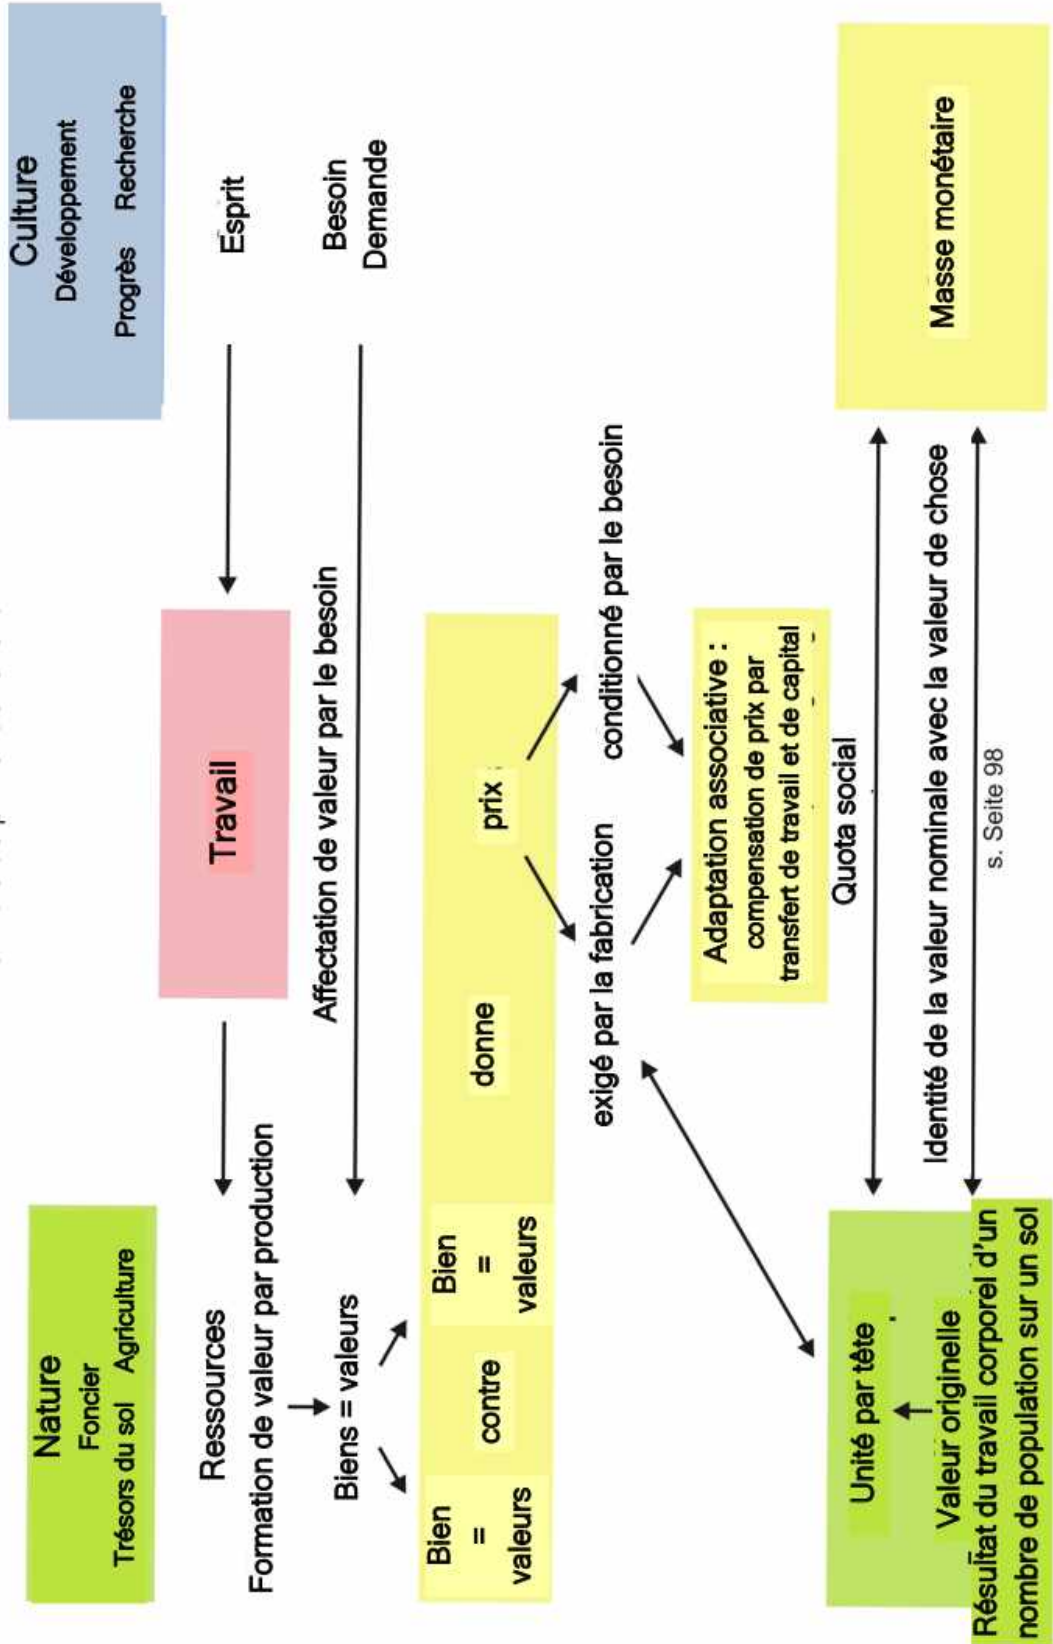 Nature
Foncier
Trésors du sol Agriculture
Culture
Développement
Progrès Recherche
Ressources
Travail
Esprit
Formation de valeur par production
Affectation de valeur par le besoin
Besoin
Demande
Biens = valeurs
Bien
=
valeurs
contre
Bien
=
valeurs
donne
prix
exigé par la fabrication
conditionné par le besoin
Adaptation associative :
compensation de prix par
transfert de travail et de capital
Quota social
Unité par tête
Valeur originelle
Résultat du travail corporel d'un
nombre de population sur un sol
Identité de la valeur nominale avec la valeur de chose
s. Seite 98
Masse monétaire